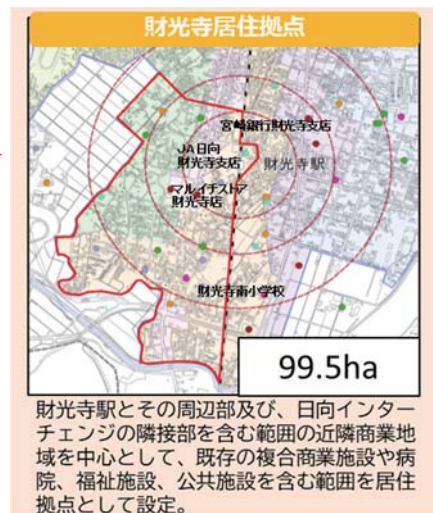 財光寺居住拠点
宮崎銀行財光寺支店
JA日向
財光寺支店
財光寺駅
マルイチストア
財光寺店
財光寺南小学校
99.5ha
財光寺駅とその周辺部及び、日向インター
チェンジの隣接部を含む範囲の近隣商業地
域を中心として、既存の複合商業施設や病
院、福祉施設、公共施設を含む範囲を居住
拠点として設定。